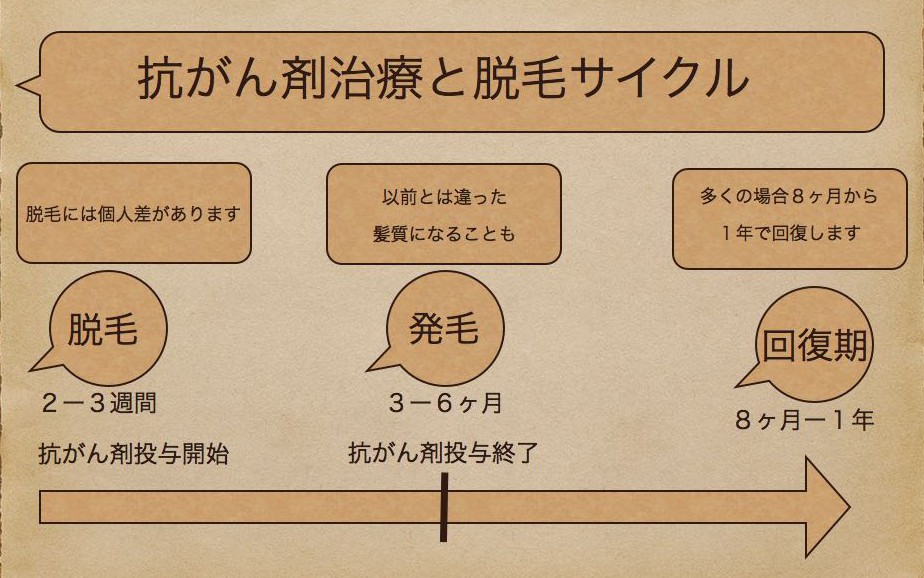 抗がん剤治療と脱毛サイクル
脱毛には個人差があります
以前とは違った
髪質になることも
多くの場合８ヶ月から
１年で回復します
脱毛
発毛
回復期
２ー３週間
３ー６ヶ月
８ヶ月ー１年
抗がん剤投与開始
抗がん剤投与終了